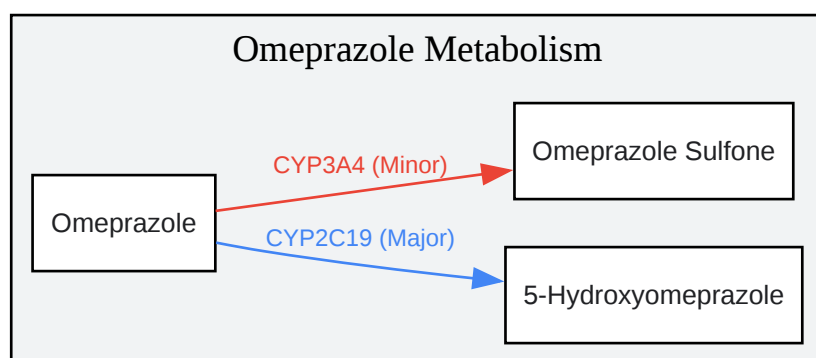 Omeprazole Metabolism
CYP3A4 (Minor)
Omeprazole Sulfone
Omeprazole
CYP2C19 (Major)
5-Hydroxyomeprazole